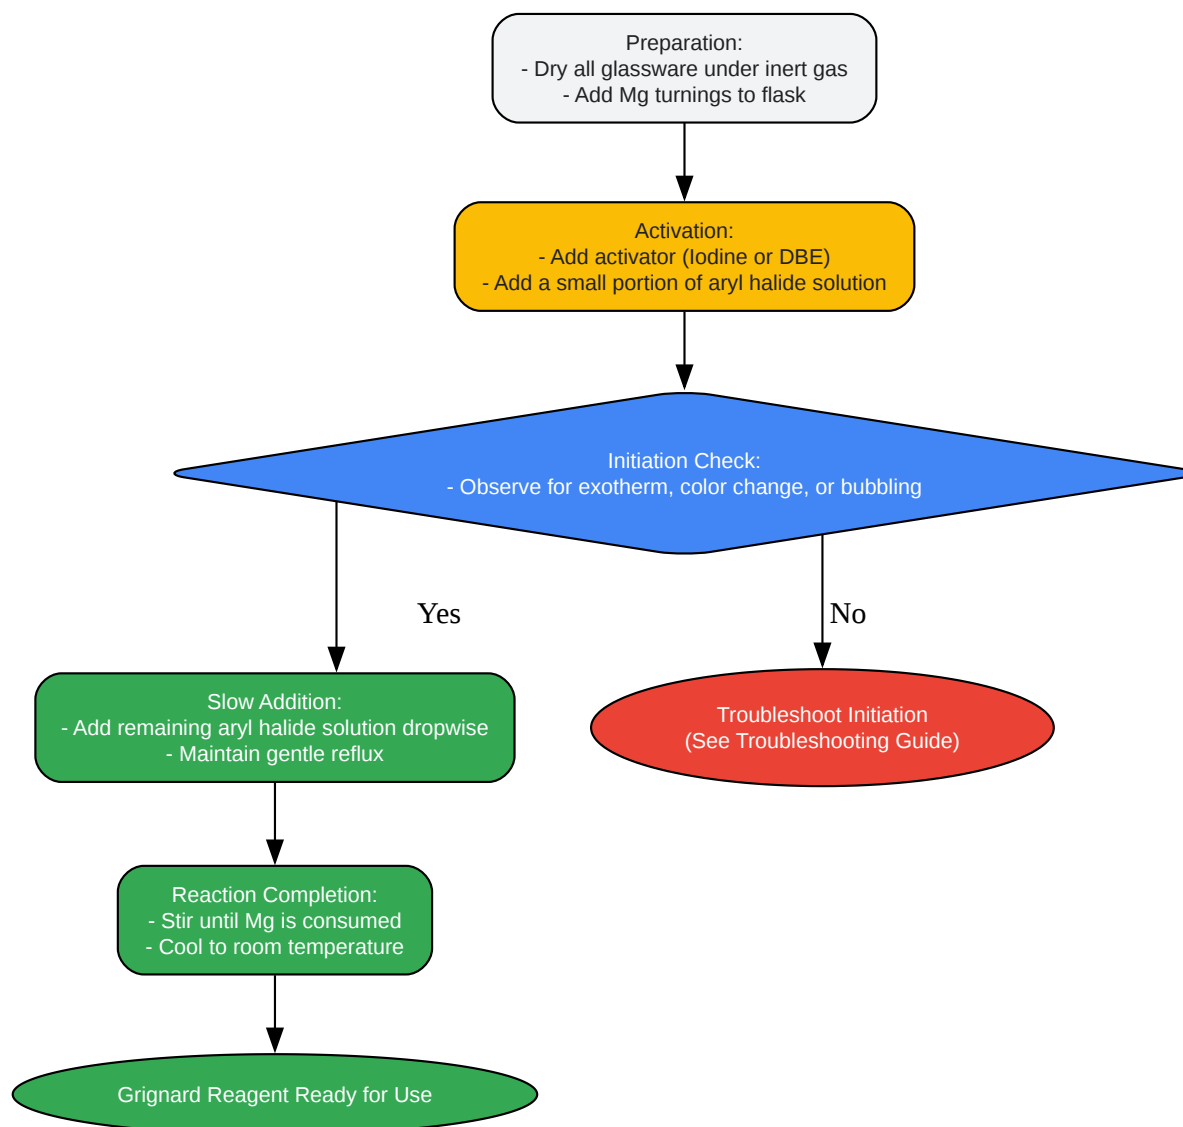 Preparation:
- Dry all glassware under inert gas
- Add Mg turnings to flask
Activation:
- Add activator (Iodine or DBE)
- Add a small portion of aryl halide solution
Initiation Check:
- Observe for exotherm, color change, or bubbling
Yes
No
Slow Addition:
- Add remaining aryl halide solution dropwise
- Maintain gentle reflux
Troubleshoot Initiation
(See Troubleshooting Guide)
Reaction Completion:
- Stir until Mg is consumed
- Cool to room temperature
Grignard Reagent Ready for Use